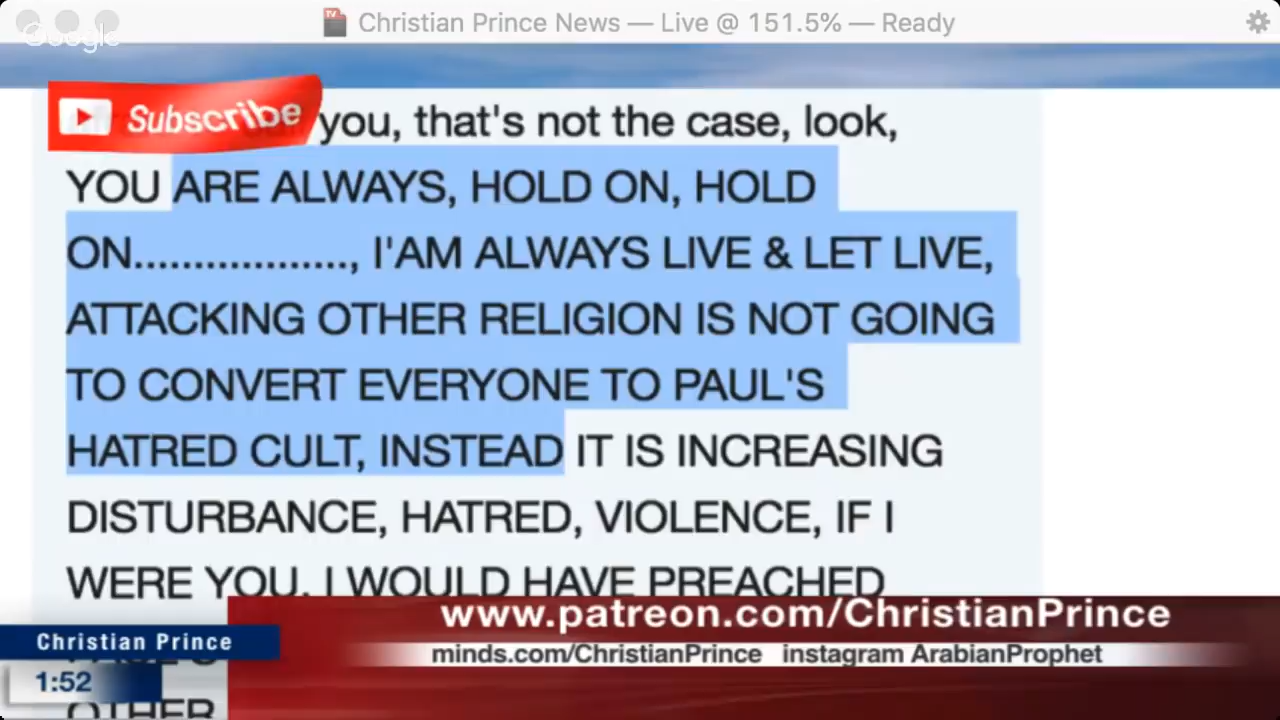 Christian Prince News — Live @ 151.5% — Ready
Google
Subscribe
you, that's not the case, look,
YOU ARE ALWAYS, HOLD ON, HOLD
ON.................., I'AM ALWAYS LIVE & LET LIVE,
ATTACKING OTHER RELIGION IS NOT GOING
TO CONVERT EVERYONE TO PAUL'S
HATRED CULT, INSTEAD IT IS INCREASING
DISTURBANCE, HATRED, VIOLENCE, IF I
WERE YOU, I WOULD HAVE PREACHED
www.patreon.com/ChristianPrince
Christian Prince
minds.com/ChristianPrince instagram ArabianProphet
1:52
OTHER